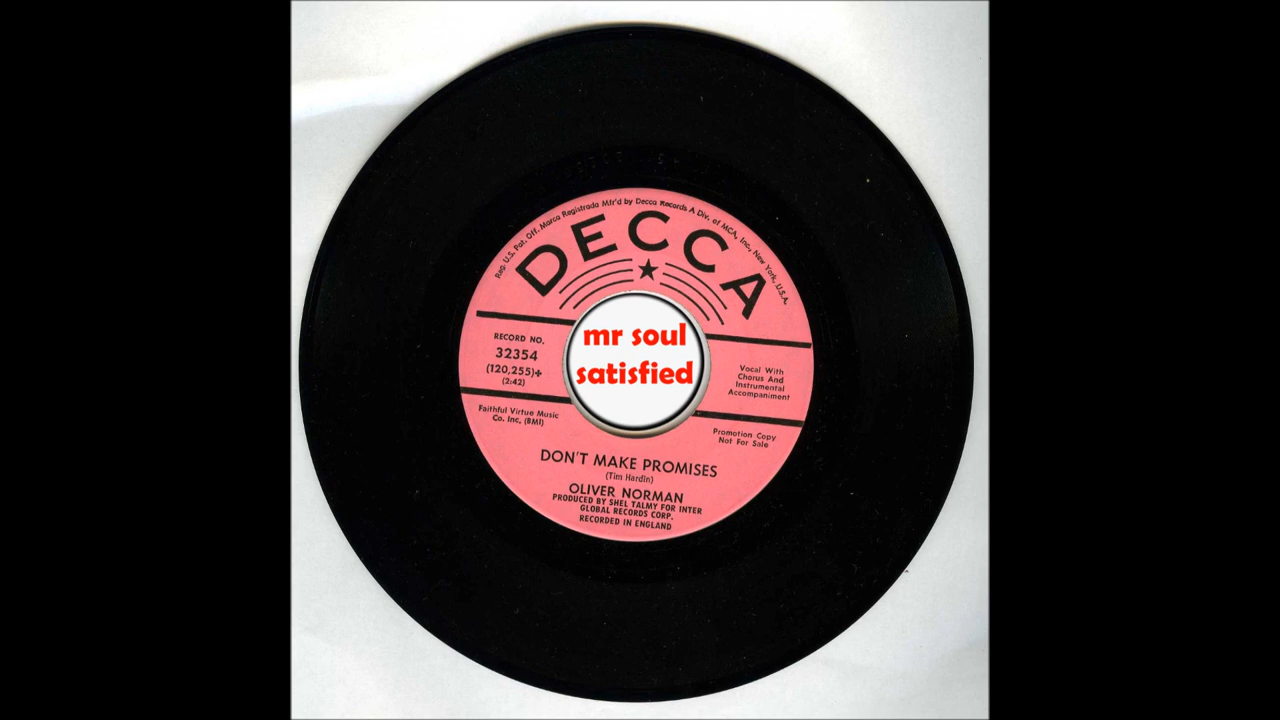 Reg. U.S. Pat. Off. Marca Registrada Mfr'd by Decca Records A Div. of MCA, Inc., New York, U.S.A.
DECCA
mr soul
satisfied
RECORD NO.
32354
(120,255)+
(2:42)
Vocal With
Chorus And
Instrumental
Accompaniment
Faithful Virtue Music
Co. Inc, (BMI)
Promotion Copy
Not For Sale
DON'T MAKE PROMISES
(Tim Hardin)
OLIVER NORMAN
PRODUCED BY SHEL TALMY FOR INTER
GLOBAL RECORDS CORP.
RECORDED IN ENGLAND